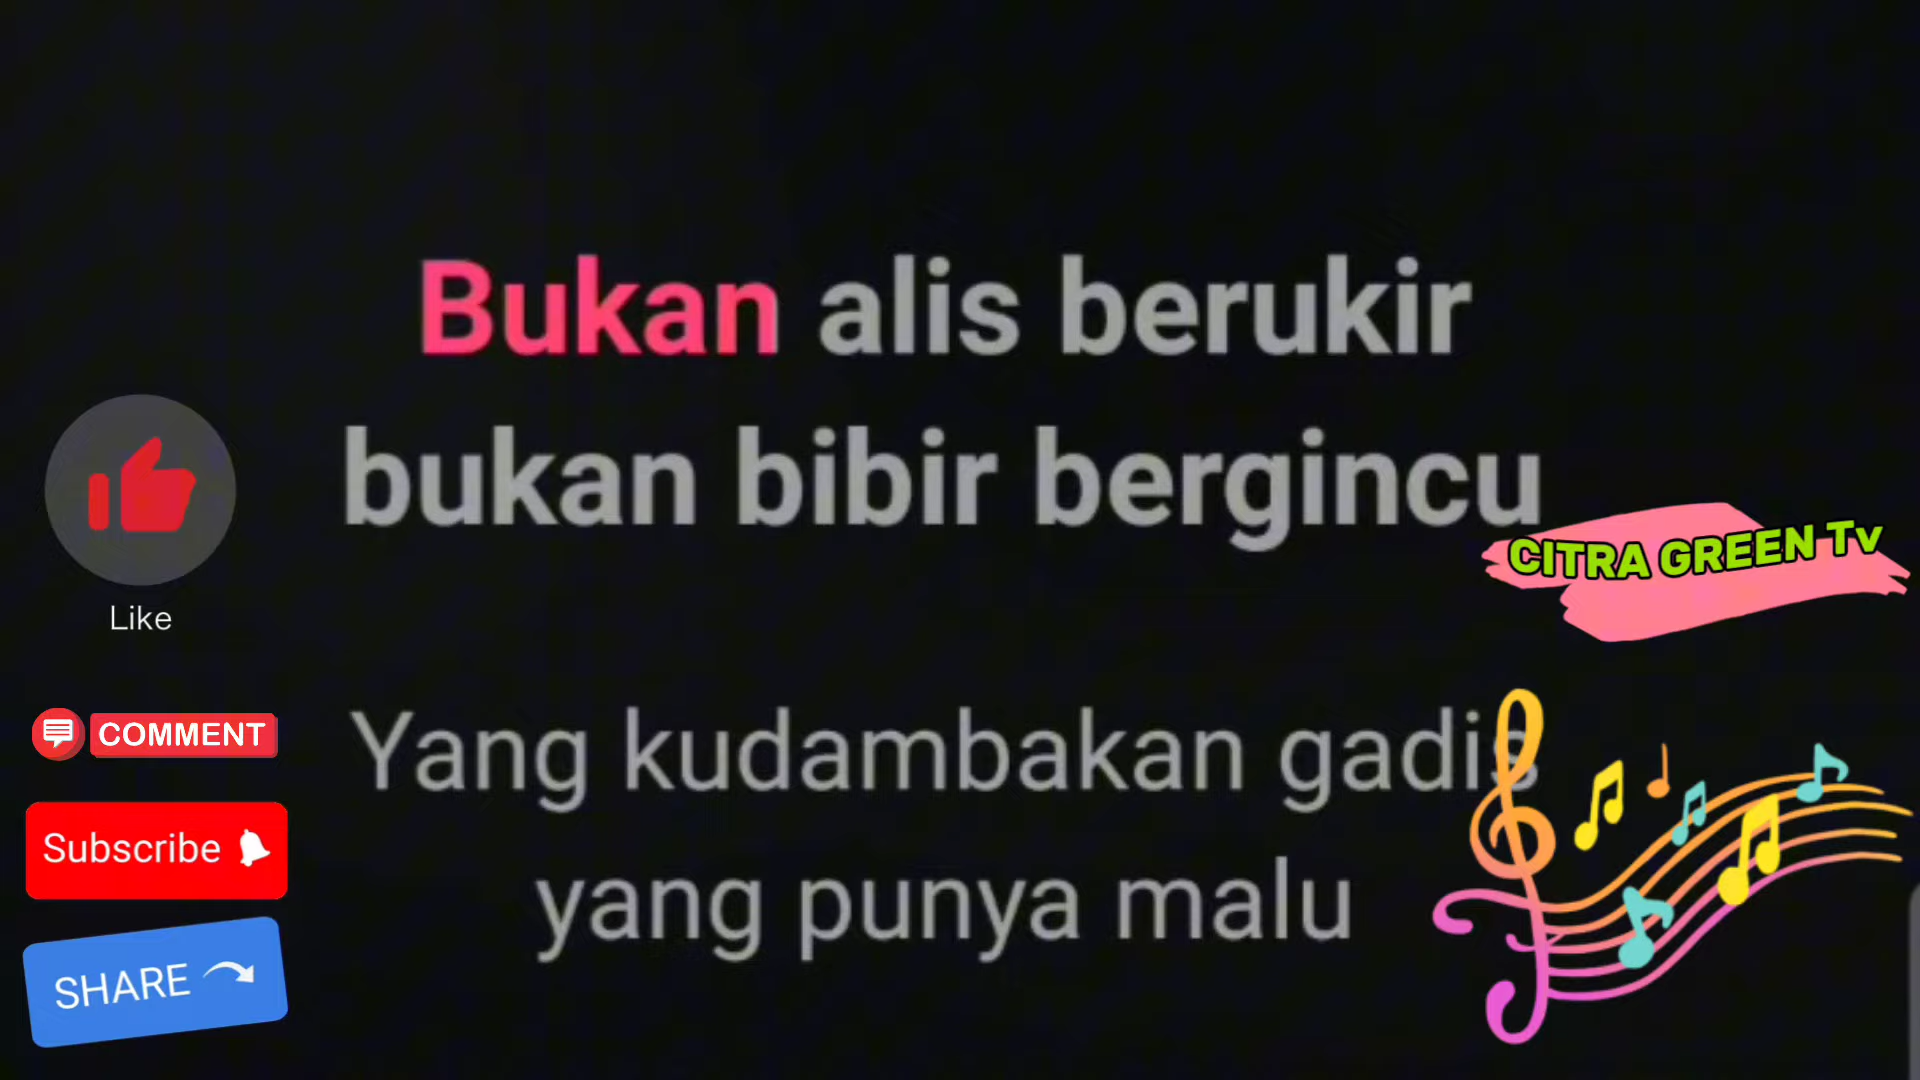 Bukan alis berukir
bukan bibir bergincu
CITRA GREEN Tv
Like
Yang kudambakan gadis
COMMENT
Subscribe
yang punya malu
SHARE